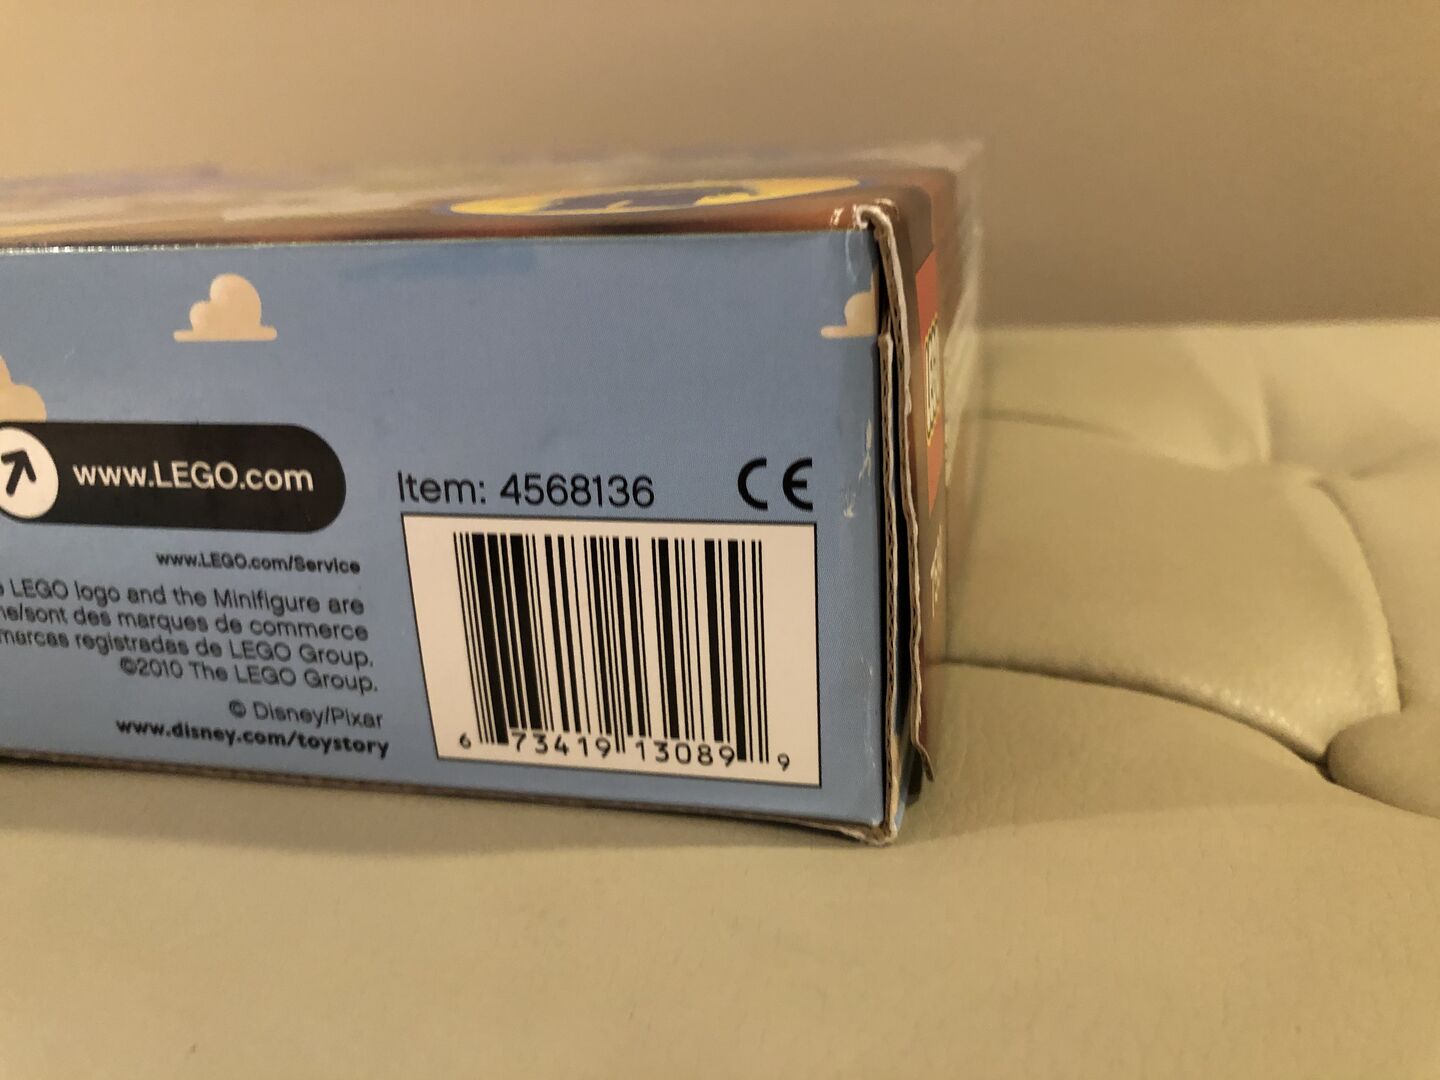 www.LEGO.com
Item: 4568136
CE
www.LEGO.com/Service
LEGO logo and the Minifigure are
sont des marques de commerce
marcas registradas de LEGO Group.
©2010 The LEGO Group.
© Disney/Pixar
www.disney.com/toystory
6 73419 13089 9
LEGO